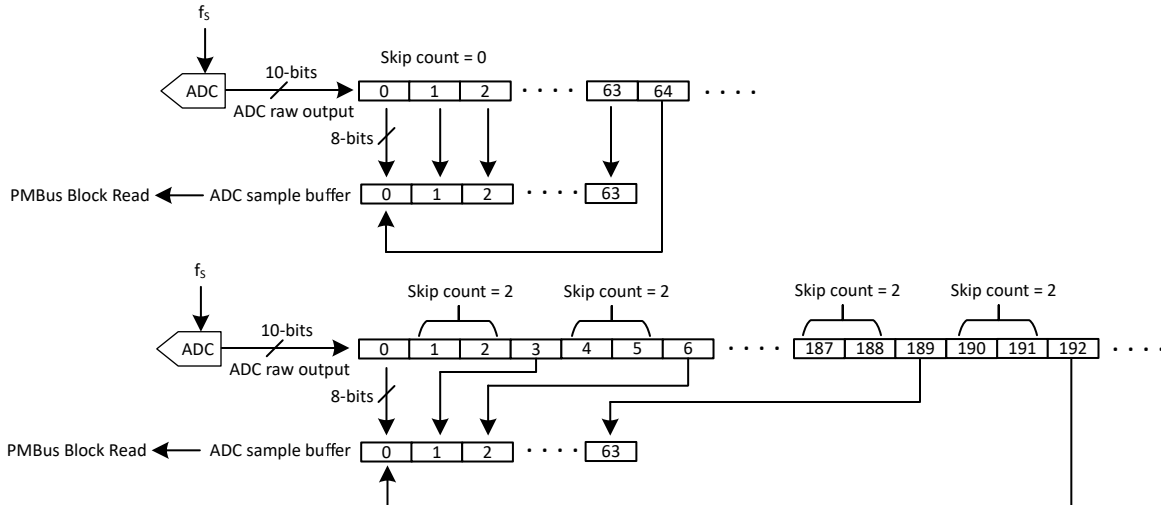 fS
Skip count = 0
10-bits
ADC
0 1 2 . . . . 63 64 . . . .
ADC raw output
8-bits
PMBus Block Read ADC sample buffer 0 1 2 . . . . 63
fS
Skip count = 2 Skip count = 2 Skip count = 2 Skip count = 2
10-bits
ADC 0 1 2 3 4 5 6 . . . . 187 188 189 190 191 192 . . . .
ADC raw output
8-bits
PMBus Block Read ADC sample buffer 0 1 2 . . . . 63